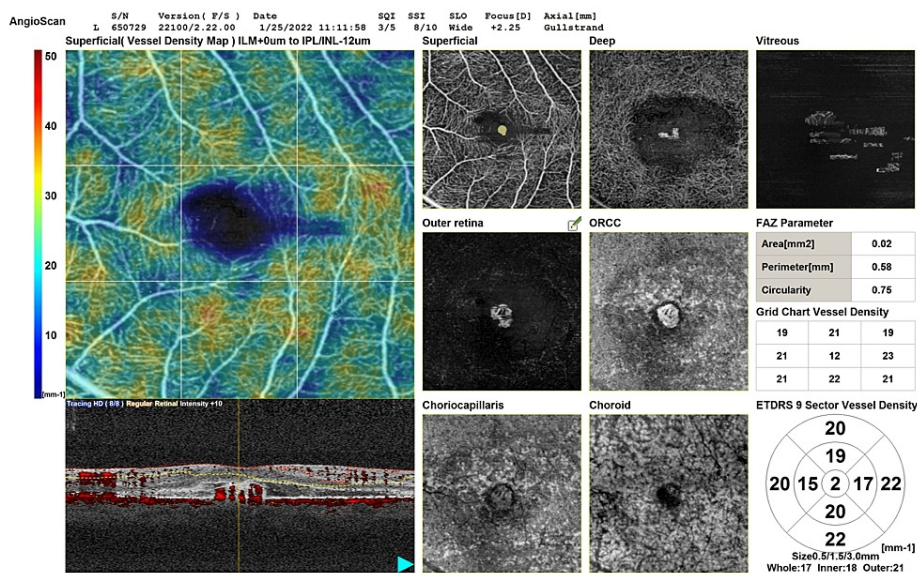 AngioScan
S/N Version( F/S ) Date SQI SSI SLO Focus[D] Axial[mm]
L 650729 22100/2.22.00 1/25/2022 11:11:58 3/5 8/10 Wide +2.25 Gullstrand
Superficial( Vessel Density Map ) ILM+0um to IPL/INL-12um
50
40
30
20
10
[mm-1]
Tracing HD ( 8/8 ) Regular Retinal Intensity +10
Superficial
Deep
Vitreous
Outer retina
ORCC
FAZ Parameter
Area[mm2] 0.02
Perimeter[mm] 0.58
Circularity 0.75
Grid Chart Vessel Density
19 21 19
21 12 23
21 22 21
Choriocapillaris
Choroid
ETDRS 9 Sector Vessel Density
20
19
20 15 2 17 22
20
22
[mm-1]
Size0.5/1.5/3.0mm
Whole:17 Inner:18 Outer:21